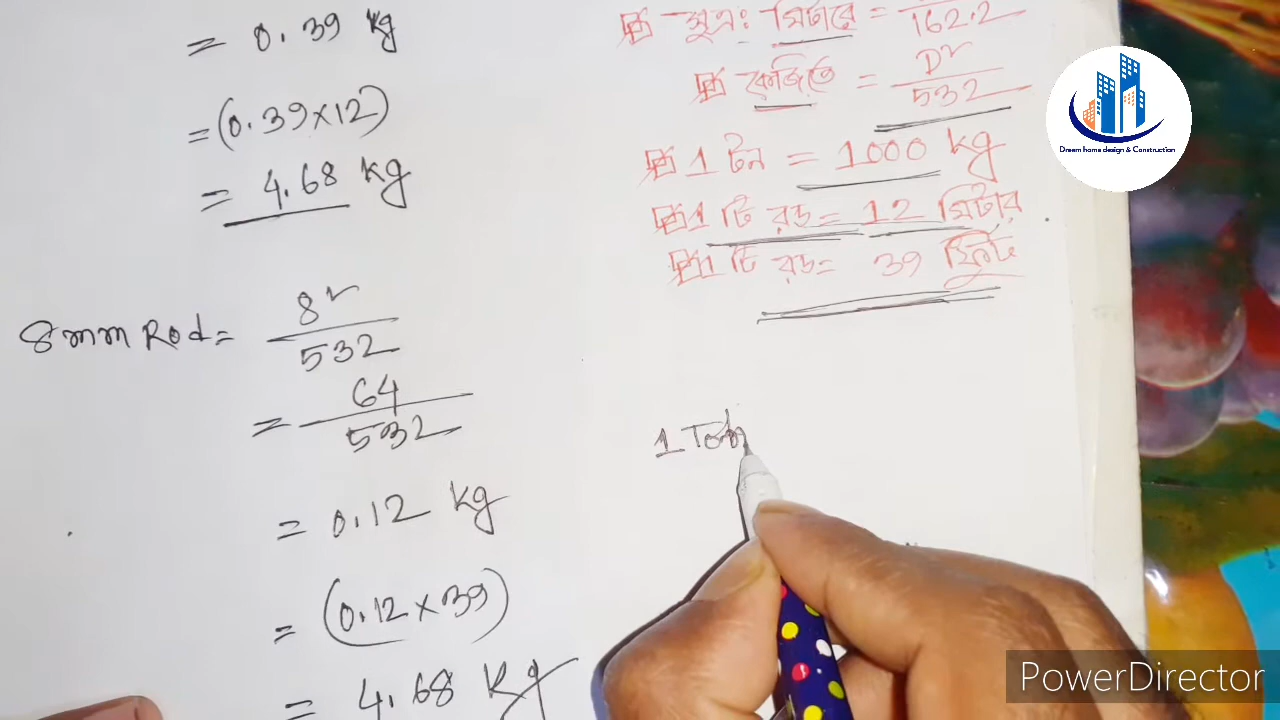 = 0.39 kg
= (0.39×12)
= 4.68 kg
8mm Rod = 8²/532
= 64/532
= 0.12 kg
= (0.12×39)
= 4.68 Kg
সুত্র: মিটারে = /162.2
কেজিতে = D²/532
1 টন = 1000 kg
1 টি রড = 12 মিটার
1 টি রড = 39 ফিট
1 Ton
Dreem home design & Construction
PowerDirector